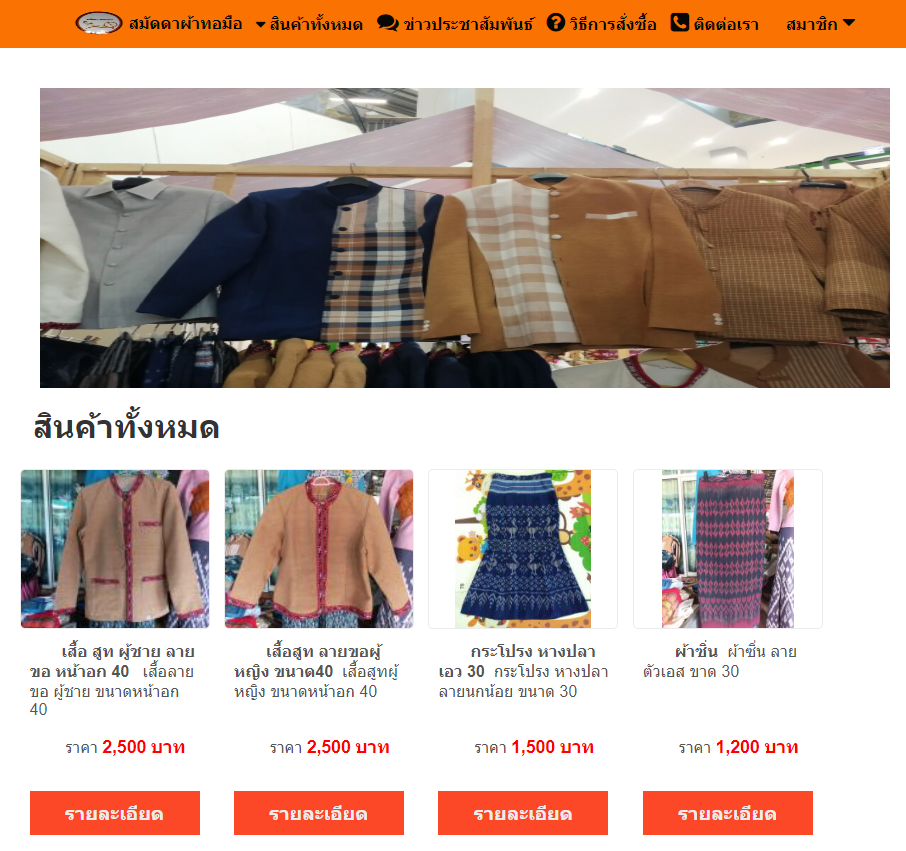 สมัดดาผ้าทอมือ สินค้าทั้งหมด ข่าวประชาสัมพันธ์ วิธีการสั่งซื้อ ติดต่อเรา สมาชิก
สินค้าทั้งหมด
เสื้อ สูท ผู้ชาย ลาย
ขอ หน้าอก 40 เสื้อลาย
ขอ ผู้ชาย ขนาดหน้าอก
40
ราคา 2,500 บาท
รายละเอียด
เสื้อสูท ลายขอผู้
หญิง ขนาด40 เสื้อสูทผู้
หญิง ขนาดหน้าอก 40
ราคา 2,500 บาท
รายละเอียด
กระโปรง หางปลา
เอว 30 กระโปรง หางปลา
ลายนกน้อย ขนาด 30
ราคา 1,500 บาท
รายละเอียด
ผ้าซิ่น ผ้าซิ่น ลาย
ตัวเอส ขาด 30
ราคา 1,200 บาท
รายละเอียด